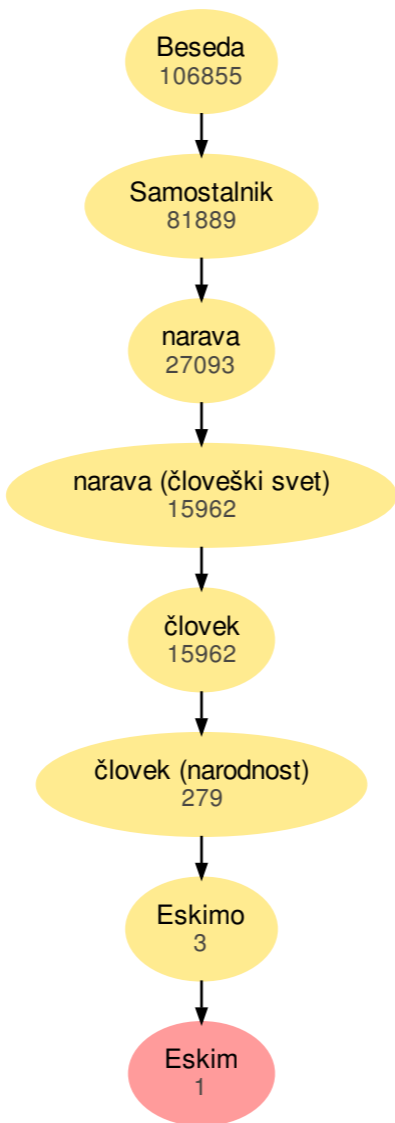 Beseda
106855
Samostalnik
81889
narava
27093
narava (človeški svet)
15962
človek
15962
človek (narodnost)
279
Eskimo
3
Eskim
1